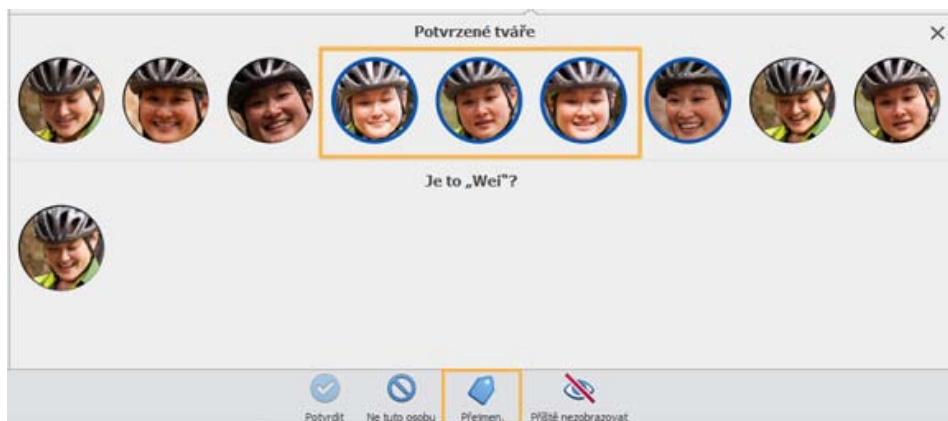 Potvrzené tváře
Je to „Wei“?
Potvrdit
Ne tuto osobu
Přejmen.
Příště nezobrazovat